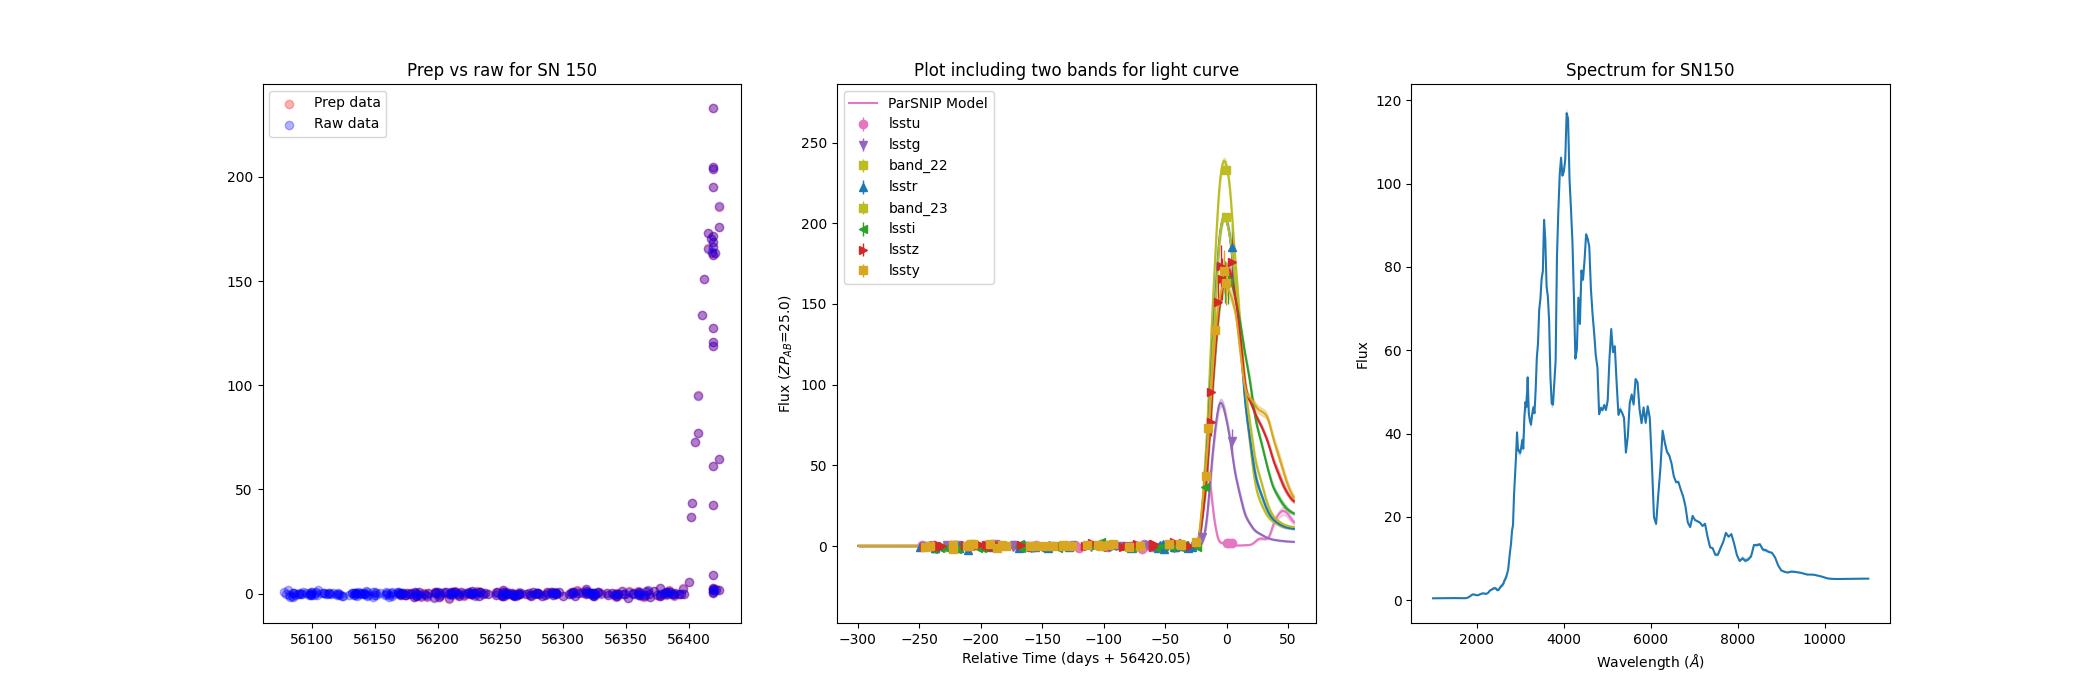 Prep vs raw for SN 150
Prep data
Raw data
200
150
100
50
0
56100 56150 56200 56250 56300 56350 56400
Plot including two bands for light curve
ParSNIP Model
lsstu
lsstg
band_22
lsstr
band_23
lssti
lsstz
lssty
Flux (ZP_AB=25.0)
250
200
150
100
50
0
−300 −250 −200 −150 −100 −50 0 50
Relative Time (days + 56420.05)
Spectrum for SN150
Flux
120
100
80
60
40
20
0
2000 4000 6000 8000 10000
Wavelength (Å)